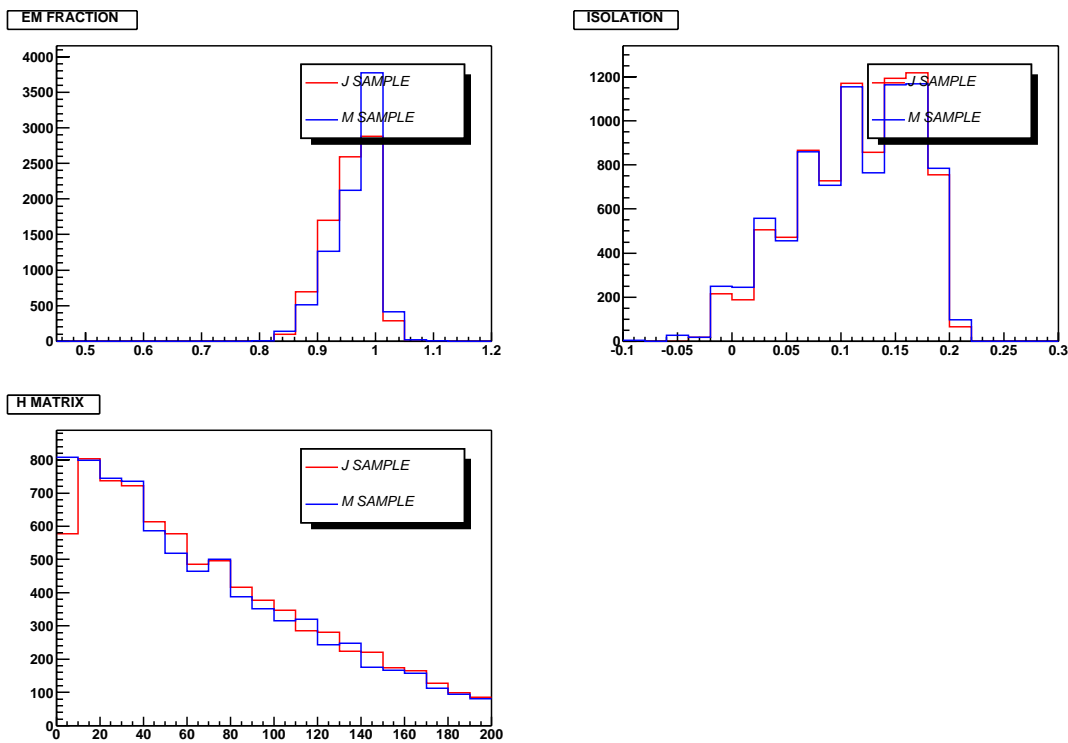 EM FRACTION
4000
3500
3000
2500
2000
1500
1000
500
0
0.5 0.6 0.7 0.8 0.9 1 1.1 1.2
J SAMPLE
M SAMPLE
ISOLATION
1200
1000
800
600
400
200
0
-0.1 -0.05 0 0.05 0.1 0.15 0.2 0.25 0.3
J SAMPLE
M SAMPLE
H MATRIX
800
700
600
500
400
300
200
100
0
0 20 40 60 80 100 120 140 160 180 200
J SAMPLE
M SAMPLE